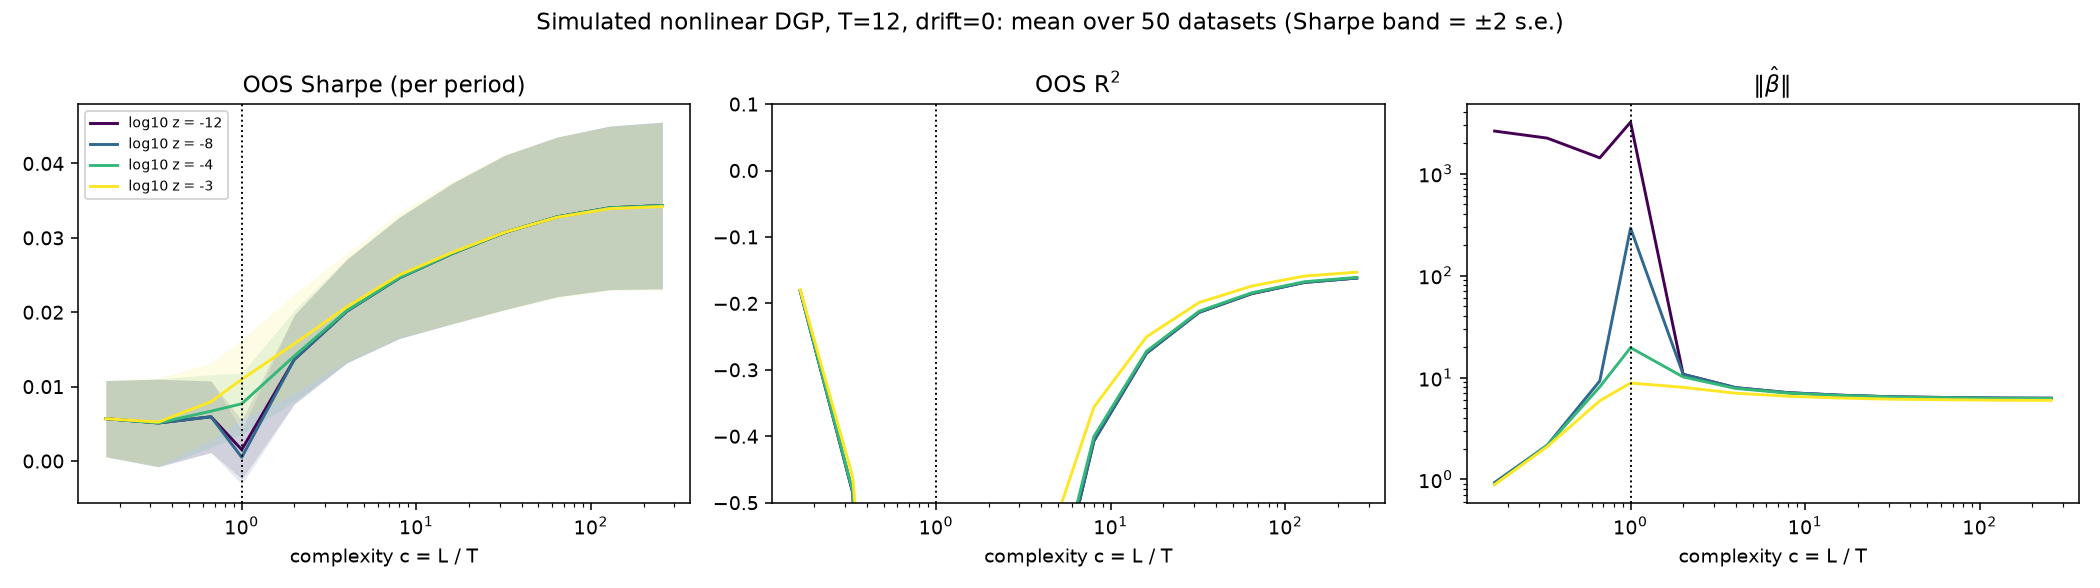 Simulated nonlinear DGP, T=12, drift=0: mean over 50 datasets (Sharpe band = ±2 s.e.)
OOS Sharpe (per period)
log10 z = -12
log10 z = -8
log10 z = -4
log10 z = -3
0.04
0.03
0.02
0.01
0.00
10⁰
10¹
10²
complexity c = L / T
OOS R²
0.1
0.0
−0.1
−0.2
−0.3
−0.4
−0.5
10⁰
10¹
10²
complexity c = L / T
‖β̂‖
10³
10²
10¹
10⁰
10⁰
10¹
10²
complexity c = L / T